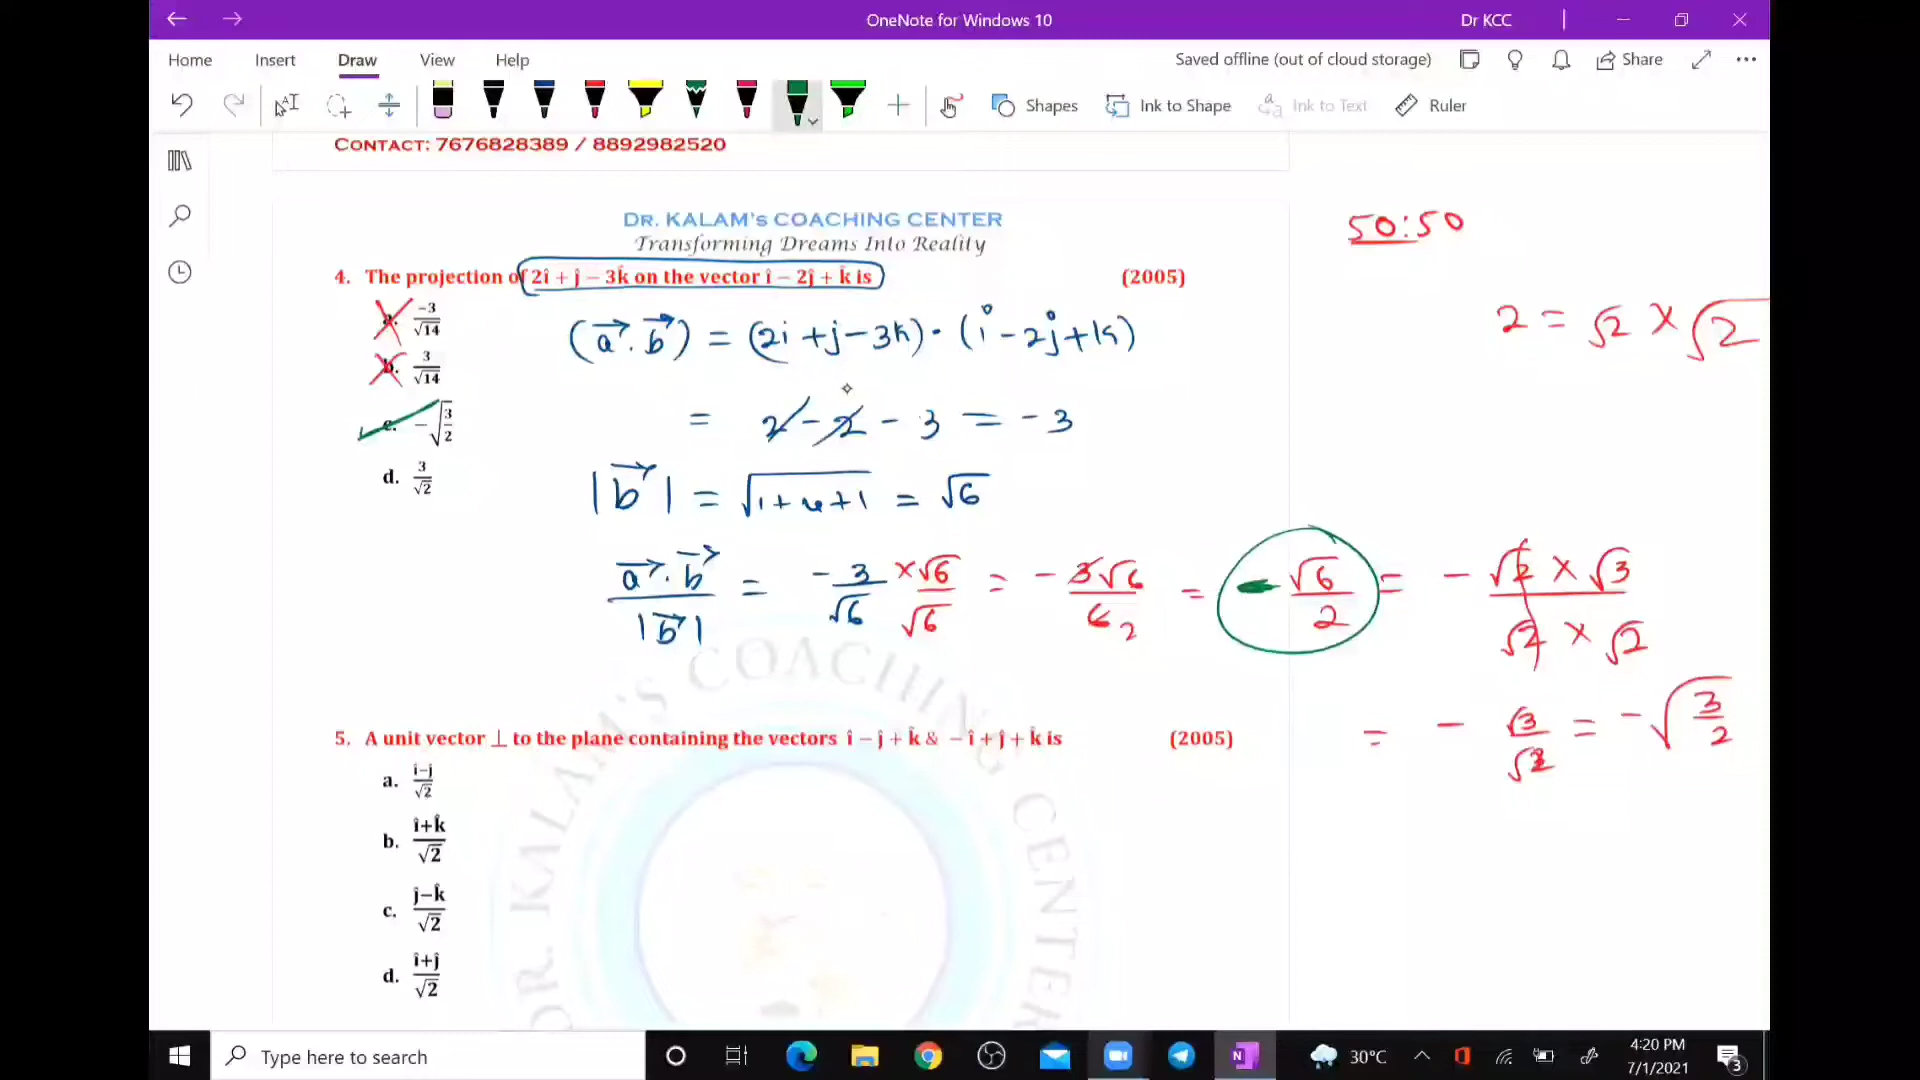 OneNote for Windows 10
Dr KCC
Home Insert Draw View Help
Saved offline (out of cloud storage)
Share
Shapes
Ink to Shape
Ink to Text
Ruler
CONTACT: 7676828389 / 8892982520
DR. KALAM's COACHING CENTER
Transforming Dreams Into Reality
50:50
4. The projection of 2î + ĵ − 3k̂ on the vector î − 2ĵ + k̂ is (2005)
a. −3/√14
b. 3/√14
c. −√(3/2)
d. 3/√2
(a⃗.b⃗) = (2i + j − 3k) • (i − 2j + k)
= 2 − 2 − 3 = −3
|b⃗| = √(1+4+1) = √6
a⃗.b⃗/|b⃗| = −3/√6 ×√6/√6 = −3√6/6 2 = −√6/2 = −√2 × √3/√2 × √2
= −√3/√2 = −√(3/2)
2 = √2 × √2
5. A unit vector ⊥ to the plane containing the vectors î − ĵ + k̂ & −î + ĵ + k̂ is (2005)
a. î−ĵ/√2
b. î+k̂/√2
c. ĵ−k̂/√2
d. î+ĵ/√2
DR. KALAM'S COACHING CENTER
Type here to search
30°C
4:20 PM
7/1/2021
3